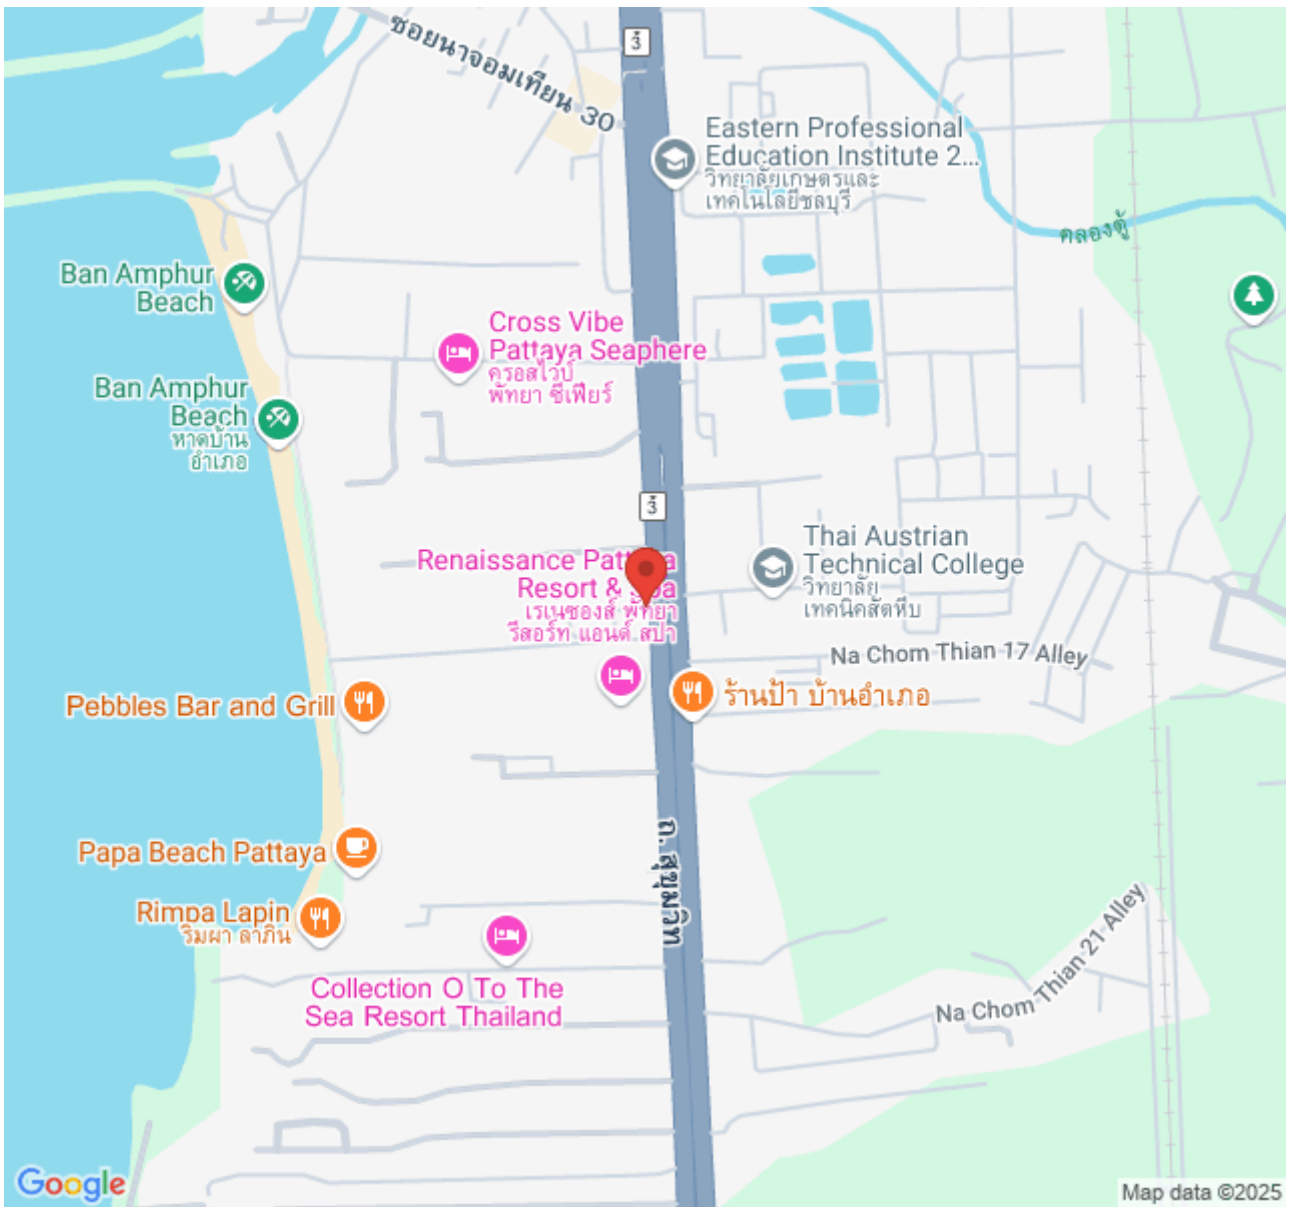 ซอยนาจอมเทียน 30
3
Eastern Professional
Education Institute 2...
วิทยาลัยเกษตรและ
เทคโนโลยีชลบุรี
คลองตู้
Ban Amphur
Beach
Cross Vibe
Pattaya Seaphere
ครอสไวบ์
พัทยา ซีเฟียร์
Ban Amphur
Beach
หาดบ้าน
อำเภอ
3
Renaissance
Resort &
เรเนซองส์ พัทยา
รีสอร์ท แอนด์ สปา
Thai Austrian
Technical College
วิทยาลัย
เทคนิคสัตหีบ
Na Chom Thian 17 Alley
Pebbles Bar and Grill
ร้านป้า บ้านอำเภอ
ถ. สุขุมวิท
Papa Beach Pattaya
Rimpa Lapin
ริมผา ลาภิน
Collection O To The
Sea Resort Thailand
Na Chom Thian 21 Alley
Google
Map data ©2025